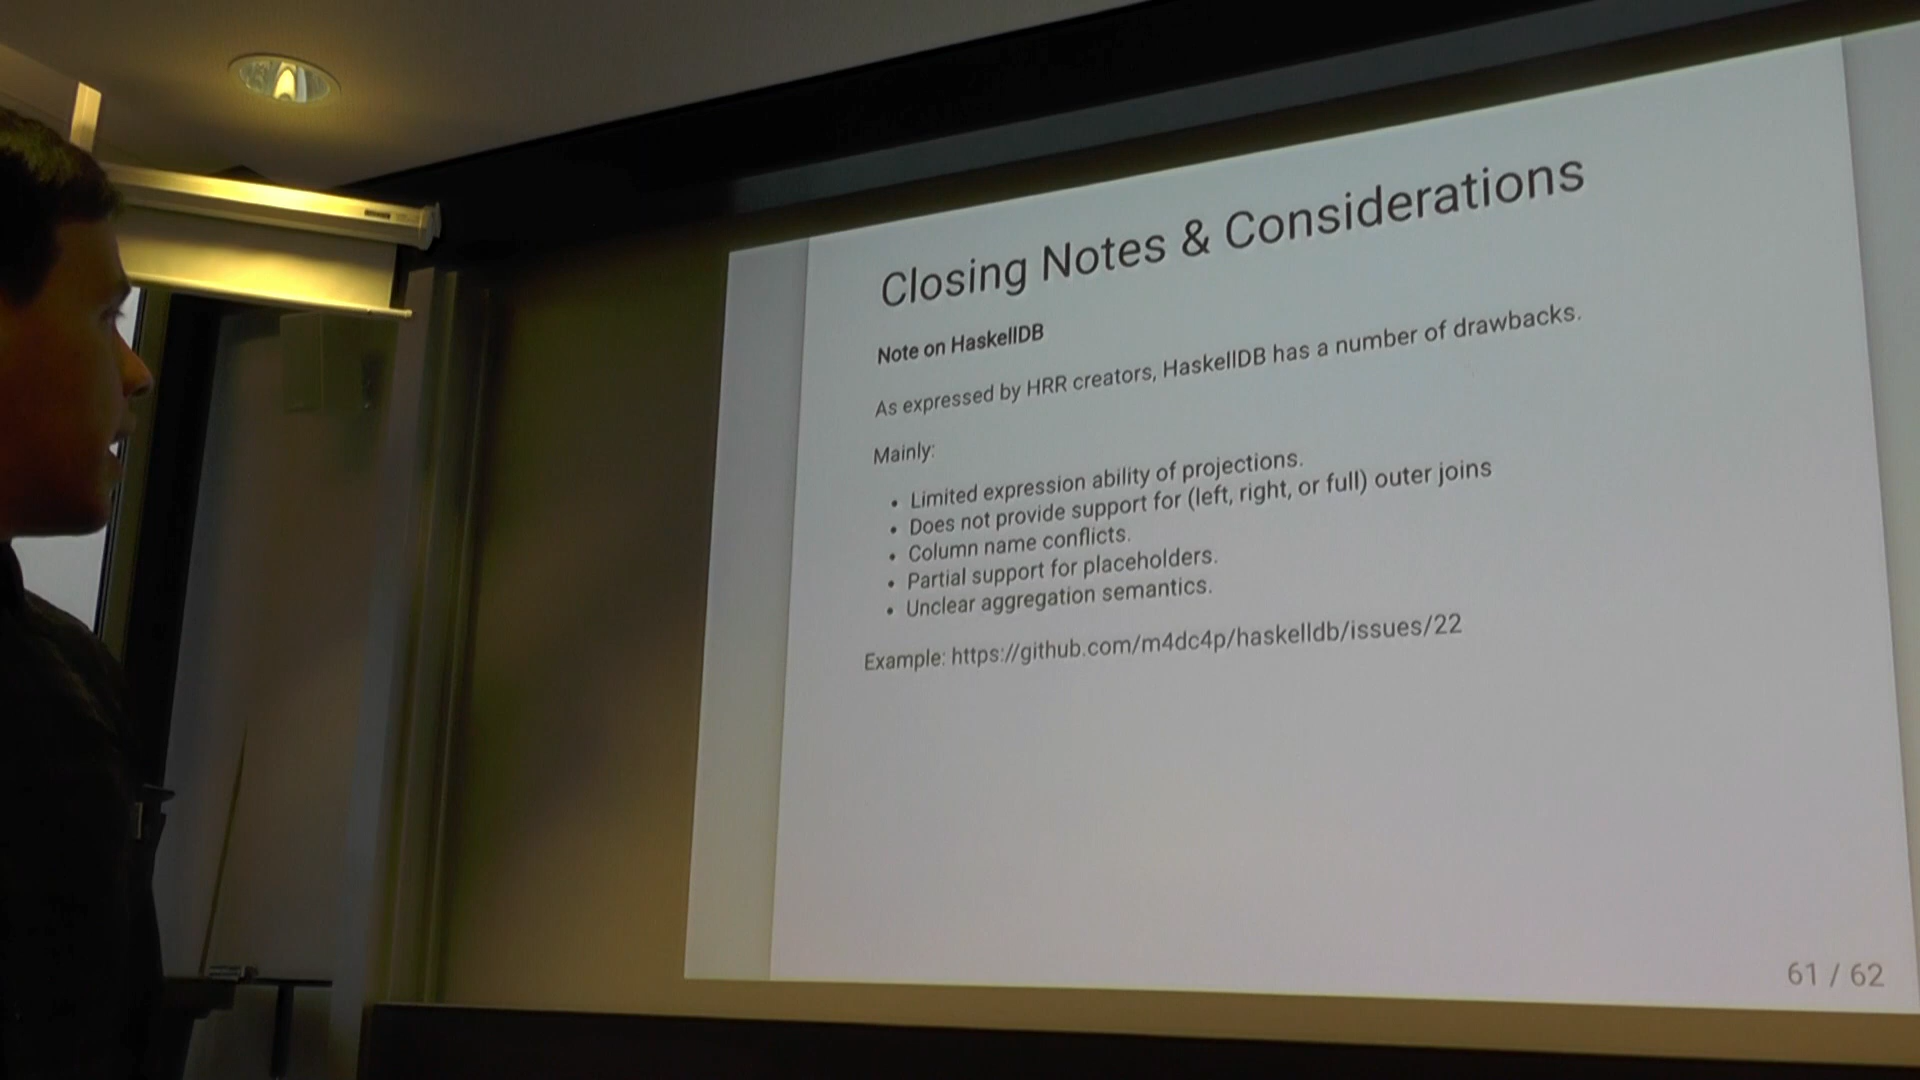 Closing Notes & Considerations
Note on HaskellDB
As expressed by HRR creators, HaskellDB has a number of drawbacks.
Mainly:
• Limited expression ability of projections.
• Does not provide support for (left, right, or full) outer joins
• Column name conflicts.
• Partial support for placeholders.
• Unclear aggregation semantics.
Example: https://github.com/m4dc4p/haskelldb/issues/22
61 / 62